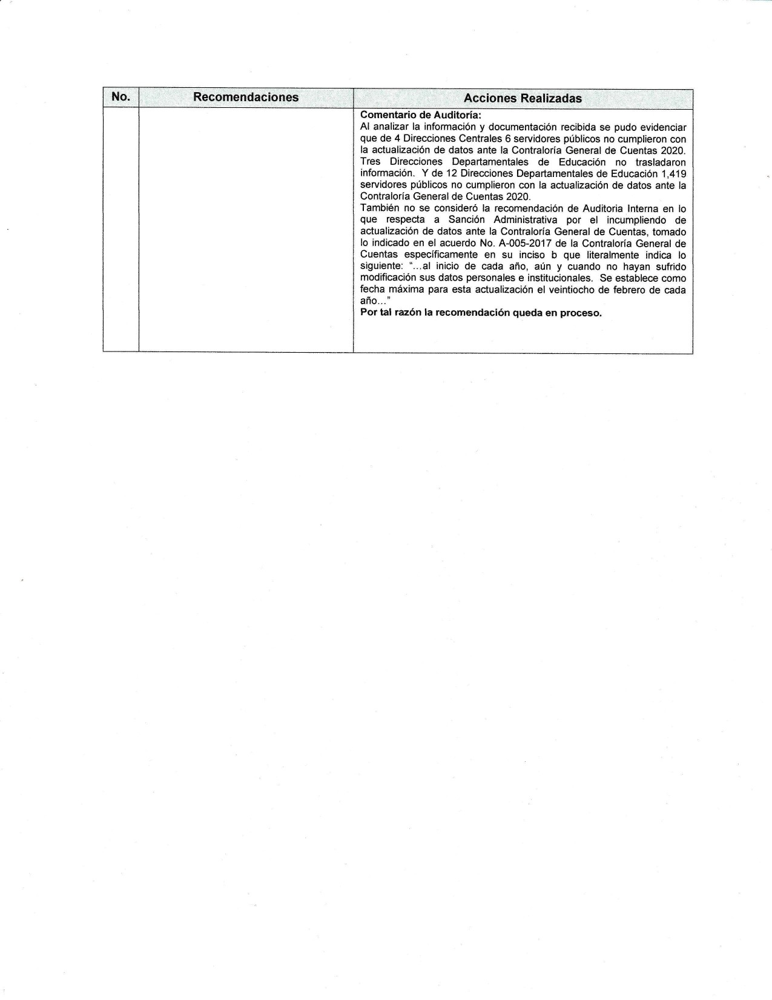 No. Recomendaciones Acciones Realizadas
Comentario de Auditoría:
Al analizar la información y documentación recibida se pudo evidenciar
que de 4 Direcciones Centrales 6 servidores públicos no cumplieron con
la actualización de datos ante la Contraloría General de Cuentas 2020.
Tres Direcciones Departamentales de Educación no trasladaron
información. Y de 12 Direcciones Departamentales de Educación 1,419
servidores públicos no cumplieron con la actualización de datos ante la
Contraloría General de Cuentas 2020.
También no se consideró la recomendación de Auditoria Interna en lo
que respecta a Sanción Administrativa por el incumpliendo de
actualización de datos ante la Contraloría General de Cuentas, tomado
lo indicado en el acuerdo No. A-005-2017 de la Contraloría General de
Cuentas específicamente en su inciso b que literalmente indica lo
siguiente: “...al inicio de cada año, aún y cuando no hayan sufrido
modificación sus datos personales e institucionales. Se establece como
fecha máxima para esta actualización el veintiocho de febrero de cada
año...”
Por tal razón la recomendación queda en proceso.